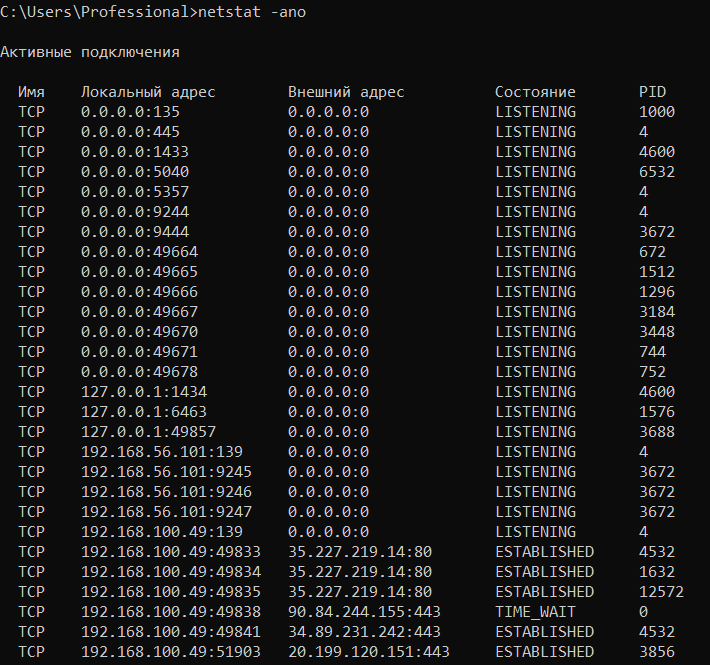 C:\Users\Professional>netstat -ano
Активные подключения
Имя Локальный адрес Внешний адрес Состояние PID
TCP 0.0.0.0:135 0.0.0.0:0 LISTENING 1000
TCP 0.0.0.0:445 0.0.0.0:0 LISTENING 4
TCP 0.0.0.0:1433 0.0.0.0:0 LISTENING 4600
TCP 0.0.0.0:5040 0.0.0.0:0 LISTENING 6532
TCP 0.0.0.0:5357 0.0.0.0:0 LISTENING 4
TCP 0.0.0.0:9244 0.0.0.0:0 LISTENING 4
TCP 0.0.0.0:9444 0.0.0.0:0 LISTENING 3672
TCP 0.0.0.0:49664 0.0.0.0:0 LISTENING 672
TCP 0.0.0.0:49665 0.0.0.0:0 LISTENING 1512
TCP 0.0.0.0:49666 0.0.0.0:0 LISTENING 1296
TCP 0.0.0.0:49667 0.0.0.0:0 LISTENING 3184
TCP 0.0.0.0:49670 0.0.0.0:0 LISTENING 3448
TCP 0.0.0.0:49671 0.0.0.0:0 LISTENING 744
TCP 0.0.0.0:49678 0.0.0.0:0 LISTENING 752
TCP 127.0.0.1:1434 0.0.0.0:0 LISTENING 4600
TCP 127.0.0.1:6463 0.0.0.0:0 LISTENING 1576
TCP 127.0.0.1:49857 0.0.0.0:0 LISTENING 3688
TCP 192.168.56.101:139 0.0.0.0:0 LISTENING 4
TCP 192.168.56.101:9245 0.0.0.0:0 LISTENING 3672
TCP 192.168.56.101:9246 0.0.0.0:0 LISTENING 3672
TCP 192.168.56.101:9247 0.0.0.0:0 LISTENING 3672
TCP 192.168.100.49:139 0.0.0.0:0 LISTENING 4
TCP 192.168.100.49:49833 35.227.219.14:80 ESTABLISHED 4532
TCP 192.168.100.49:49834 35.227.219.14:80 ESTABLISHED 1632
TCP 192.168.100.49:49835 35.227.219.14:80 ESTABLISHED 12572
TCP 192.168.100.49:49838 90.84.244.155:443 TIME_WAIT 0
TCP 192.168.100.49:49841 34.89.231.242:443 ESTABLISHED 4532
TCP 192.168.100.49:51903 20.199.120.151:443 ESTABLISHED 3856